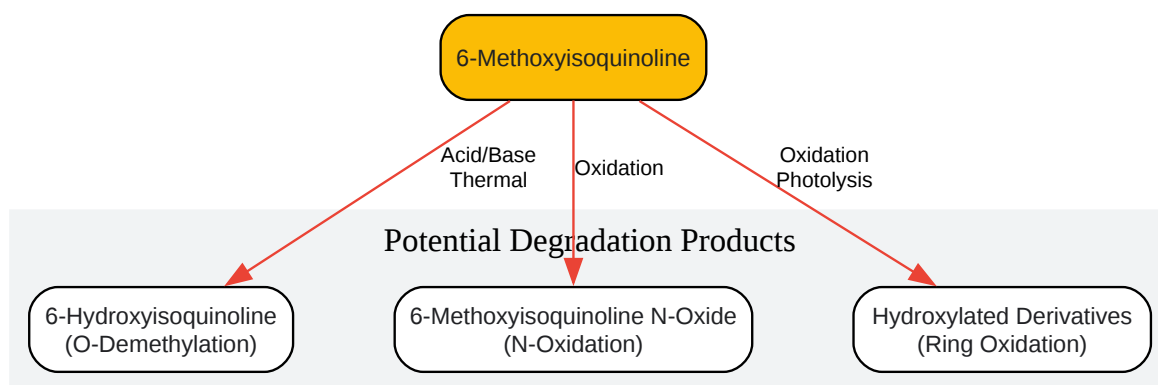 6-Methoxyisoquinoline
Acid/Base
Thermal
Oxidation
Oxidation
Photolysis
Potential Degradation Products
6-Hydroxyisoquinoline
(O-Demethylation)
6-Methoxyisoquinoline N-Oxide
(N-Oxidation)
Hydroxylated Derivatives
(Ring Oxidation)